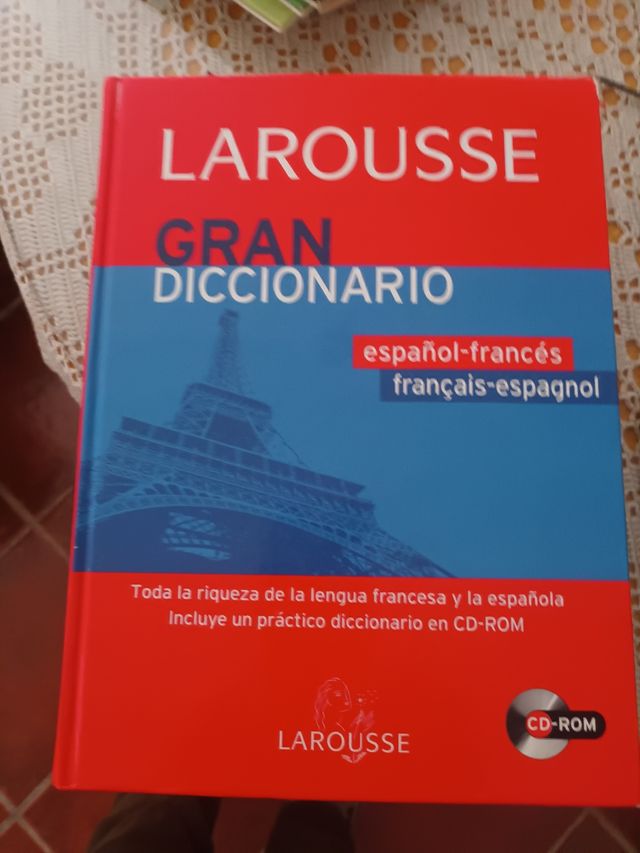 LAROUSSE
GRAN
DICCIONARIO
español-francés
français-espagnol
Toda la riqueza de la lengua francesa y la española
Incluye un práctico diccionario en CD-ROM
LAROUSSE
CD-ROM